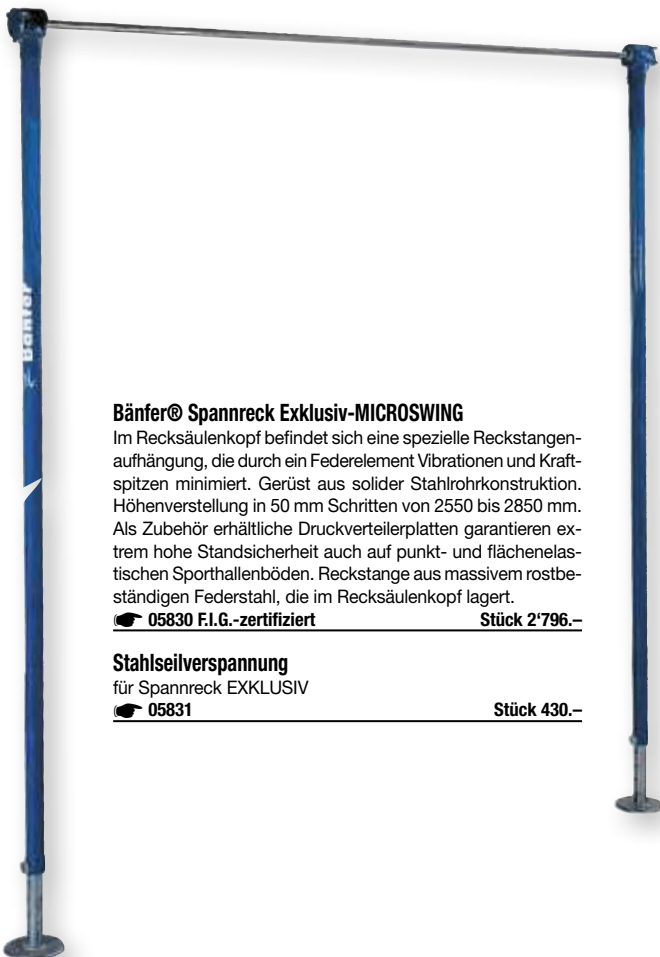 Bänfer
Bänfer® Spannreck Exklusiv-MICROSWING
Im Recksäulenkopf befindet sich eine spezielle Reckstangen-
aufhängung, die durch ein Federelement Vibrationen und Kraft-
spitzen minimiert. Gerüst aus solider Stahlrohrkonstruktion.
Höhenverstellung in 50 mm Schritten von 2550 bis 2850 mm.
Als Zubehör erhältliche Druckverteilerplatten garantieren ex-
trem hohe Standsicherheit auch auf punkt- und flächenelas-
tischen Sporthallenböden. Reckstange aus massivem rostbe-
ständigen Federstahl, die im Recksäulenkopf lagert.
☛ 05830 F.I.G.-zertifiziert Stück 2‘796.–
Stahlseilverspannung
für Spannreck EXKLUSIV
☛ 05831 Stück 430.–